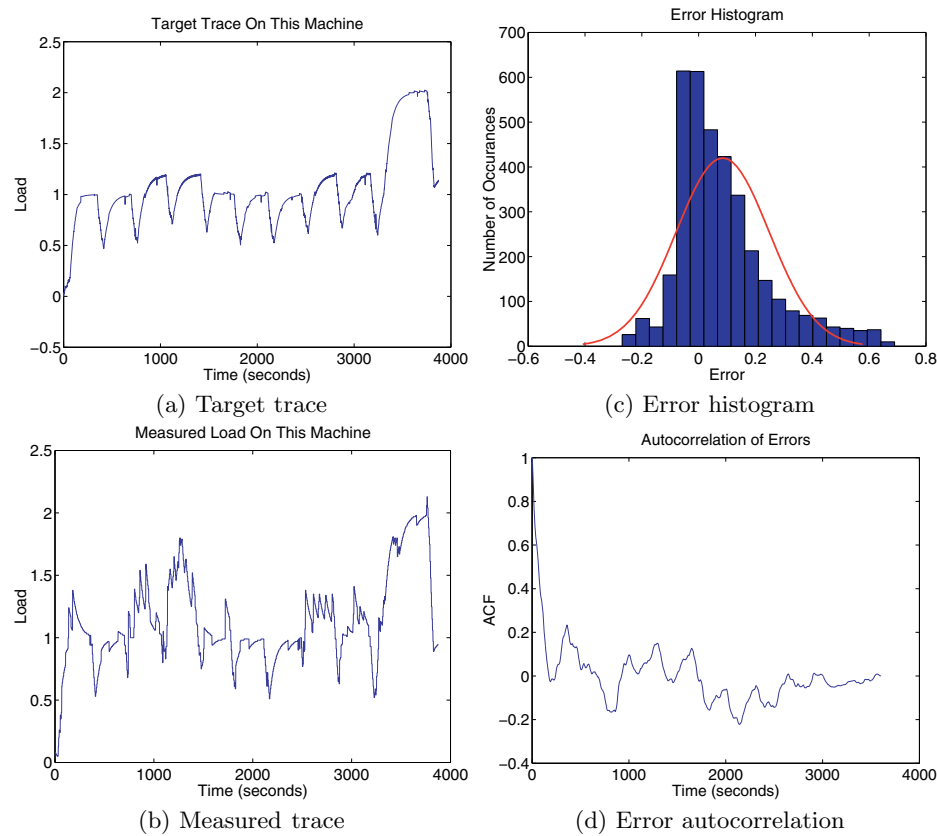 Target Trace On This Machine
2.5
2
1.5
1
0.5
0
−0.5
Load
0 1000 2000 3000 4000
Time (seconds)
(a) Target trace
Error Histogram
700
600
500
400
300
200
100
0
Number of Occurances
−0.6 −0.4 −0.2 0 0.2 0.4 0.6 0.8
Error
(c) Error histogram
Measured Load On This Machine
2.5
2
1.5
1
0.5
0
Load
0 1000 2000 3000 4000
Time (seconds)
(b) Measured trace
Autocorrelation of Errors
1
0.8
0.6
0.4
0.2
0
−0.2
−0.4
ACF
0 1000 2000 3000 4000
Time (seconds)
(d) Error autocorrelation